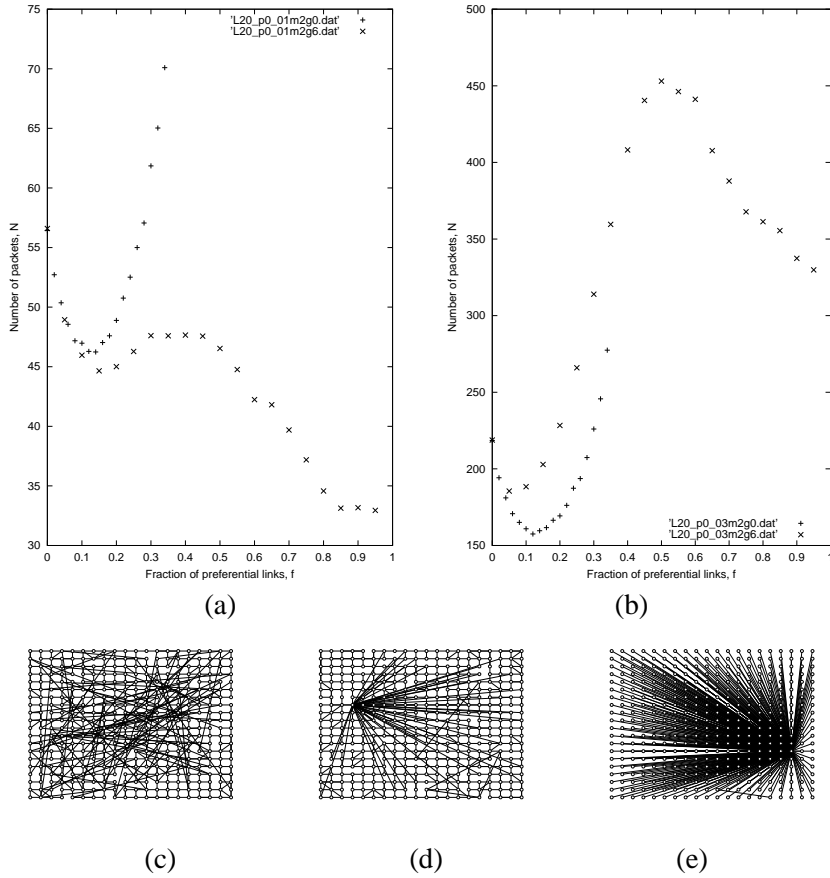 75
70
65
60
55
50
45
40
35
30
0 0.1 0.2 0.3 0.4 0.5 0.6 0.7 0.8 0.9 1
Number of packets, N
Fraction of preferential links, f
'L20_p0_01m2g0.dat'
'L20_p0_01m2g6.dat'
(a)
500
450
400
350
300
250
200
150
0 0.1 0.2 0.3 0.4 0.5 0.6 0.7 0.8 0.9 1
Number of packets, N
Fraction of preferential links, f
'L20_p0_03m2g0.dat'
'L20_p0_03m2g6.dat'
(b)
(c) (d) (e)